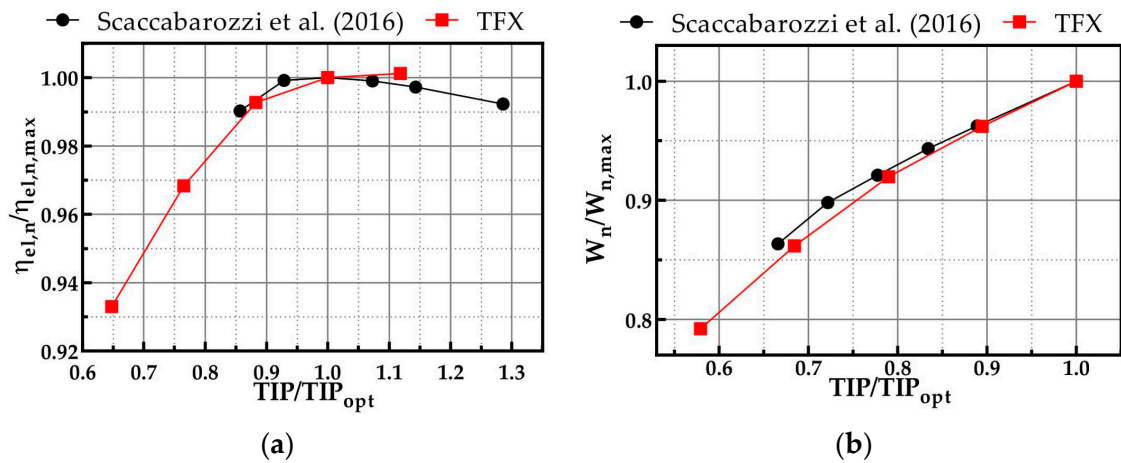 Scaccabarozzi et al. (2016) TFX
ηel,n/ηel,n,max
1.00
0.98
0.96
0.94
0.92
0.6 0.7 0.8 0.9 1.0 1.1 1.2 1.3
TIP/TIPopt
(a)
Scaccabarozzi et al. (2016) TFX
Wn/Wn,max
1.0
0.9
0.8
0.6 0.7 0.8 0.9 1.0
TIP/TIPopt
(b)